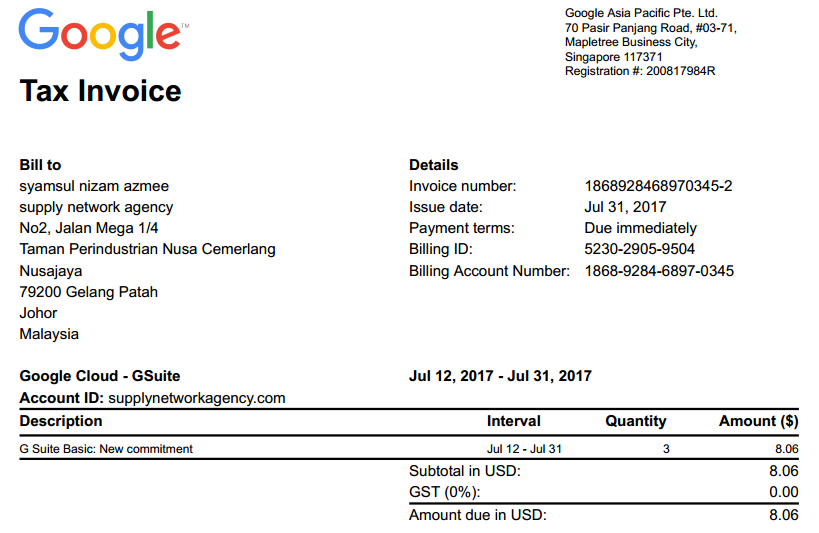 Google™
Google Asia Pacific Pte. Ltd.
70 Pasir Panjang Road, #03-71,
Mapletree Business City,
Singapore 117371
Registration #: 200817984R
Tax Invoice
Bill to
syamsul nizam azmee
supply network agency
No2, Jalan Mega 1/4
Taman Perindustrian Nusa Cemerlang
Nusajaya
79200 Gelang Patah
Johor
Malaysia
Details
Invoice number: 1868928468970345-2
Issue date: Jul 31, 2017
Payment terms: Due immediately
Billing ID: 5230-2905-9504
Billing Account Number: 1868-9284-6897-0345
Google Cloud - GSuite Jul 12, 2017 - Jul 31, 2017
Account ID: supplynetworkagency.com
Description Interval Quantity Amount ($)
G Suite Basic: New commitment Jul 12 - Jul 31 3 8.06
Subtotal in USD: 8.06
GST (0%): 0.00
Amount due in USD: 8.06